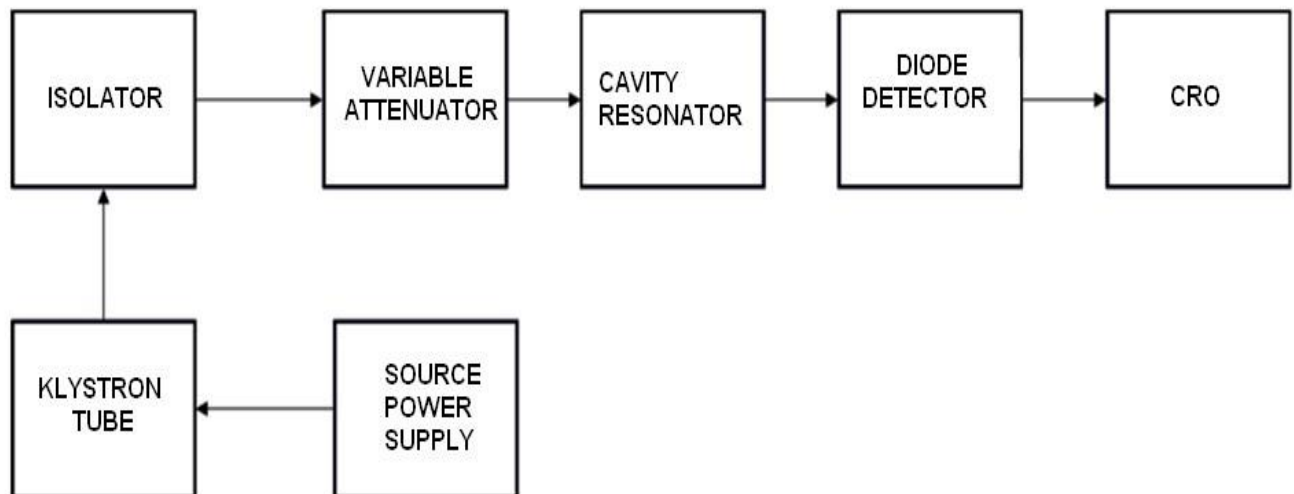 ISOLATOR
VARIABLE
ATTENUATOR
CAVITY
RESONATOR
DIODE
DETECTOR
CRO
KLYSTRON
TUBE
SOURCE
POWER
SUPPLY